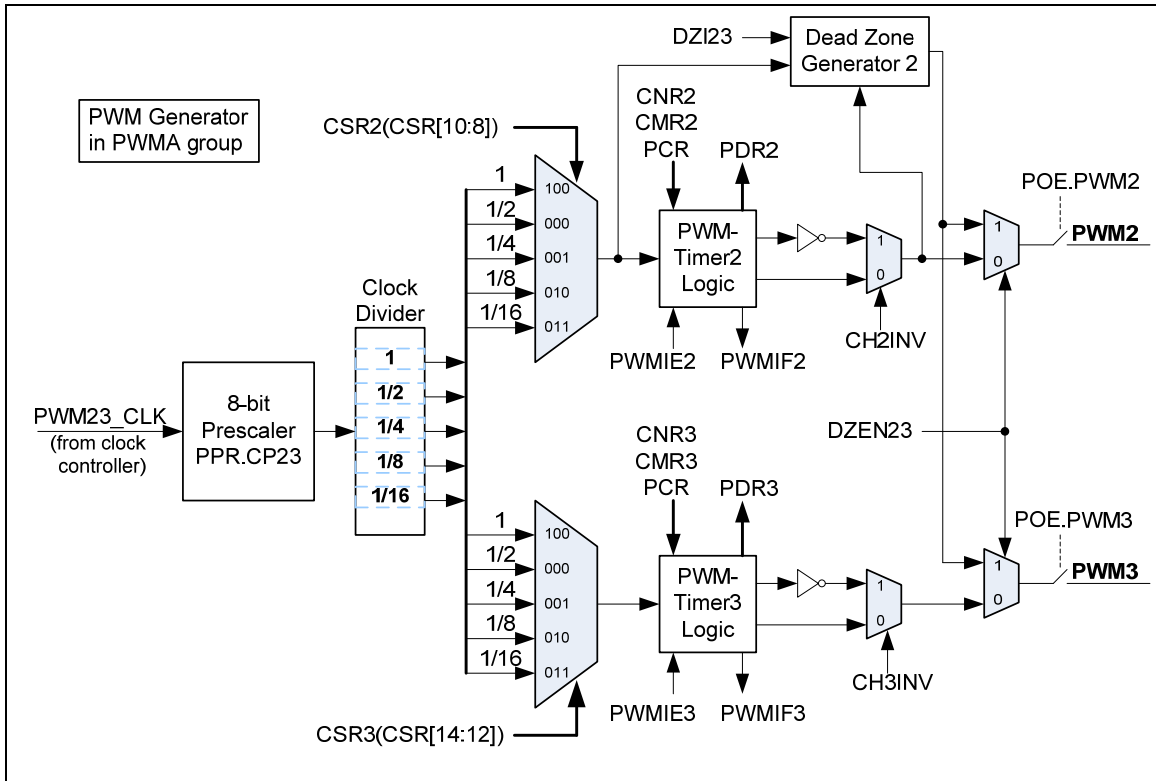 PWM Generator
in PWMA group
DZI23
Dead Zone
Generator 2
CSR2(CSR[10:8])
1
1/2
1/4
1/8
1/16
100
000
001
010
011
CNR2
CMR2
PCR
PDR2
PWM-
Timer2
Logic
PWMIE2
PWMIF2
1
0
CH2INV
1
0
POE.PWM2
PWM2
Clock
Divider
1
1/2
1/4
1/8
1/16
PWM23_CLK
(from clock
controller)
8-bit
Prescaler
PPR.CP23
DZEN23
1
1/2
1/4
1/8
1/16
100
000
001
010
011
CSR3(CSR[14:12])
CNR3
CMR3
PCR
PDR3
PWM-
Timer3
Logic
PWMIE3
PWMIF3
1
0
CH3INV
1
0
POE.PWM3
PWM3